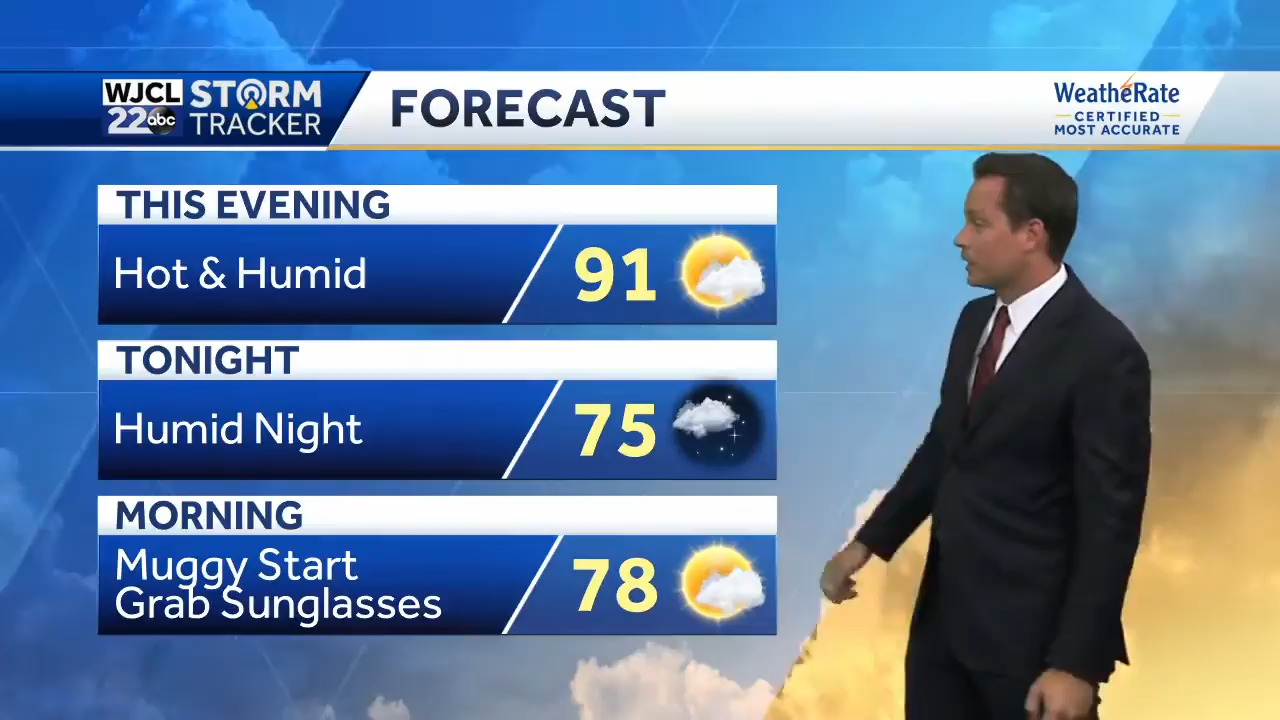 WJCL
22 abc
STORM
TRACKER
FORECAST
WeatheRate
CERTIFIED
MOST ACCURATE
THIS EVENING
Hot & Humid
91
TONIGHT
Humid Night
75
MORNING
Muggy Start
Grab Sunglasses
78